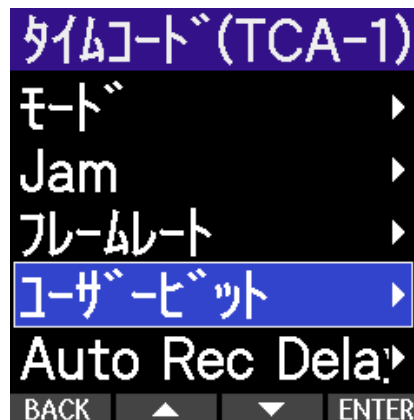 ﾀｲﾑｺｰﾄﾞ(TCA-1)
ﾓｰﾄﾞ
Jam
ﾌﾚｰﾑﾚｰﾄ
ﾕｰｻﾞｰﾋﾞｯﾄ
Auto Rec Delay
BACK ENTER